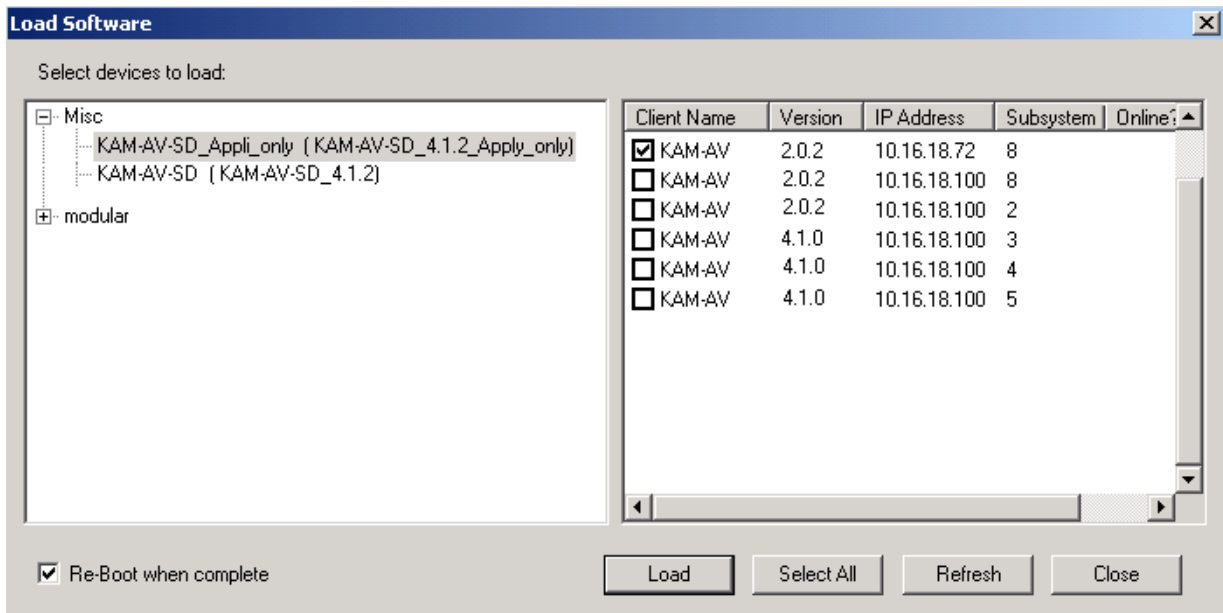 Load Software
Select devices to load:
Misc
KAM-AV-SD_Appli_only ( KAM-AV-SD_4.1.2_Apply_only)
KAM-AV-SD ( KAM-AV-SD_4.1.2)
modular
Client Name Version IP Address Subsystem Online?
KAM-AV 2.0.2 10.16.18.72 8
KAM-AV 2.0.2 10.16.18.100 8
KAM-AV 2.0.2 10.16.18.100 2
KAM-AV 4.1.0 10.16.18.100 3
KAM-AV 4.1.0 10.16.18.100 4
KAM-AV 4.1.0 10.16.18.100 5
Re-Boot when complete
Load Select All Refresh Close